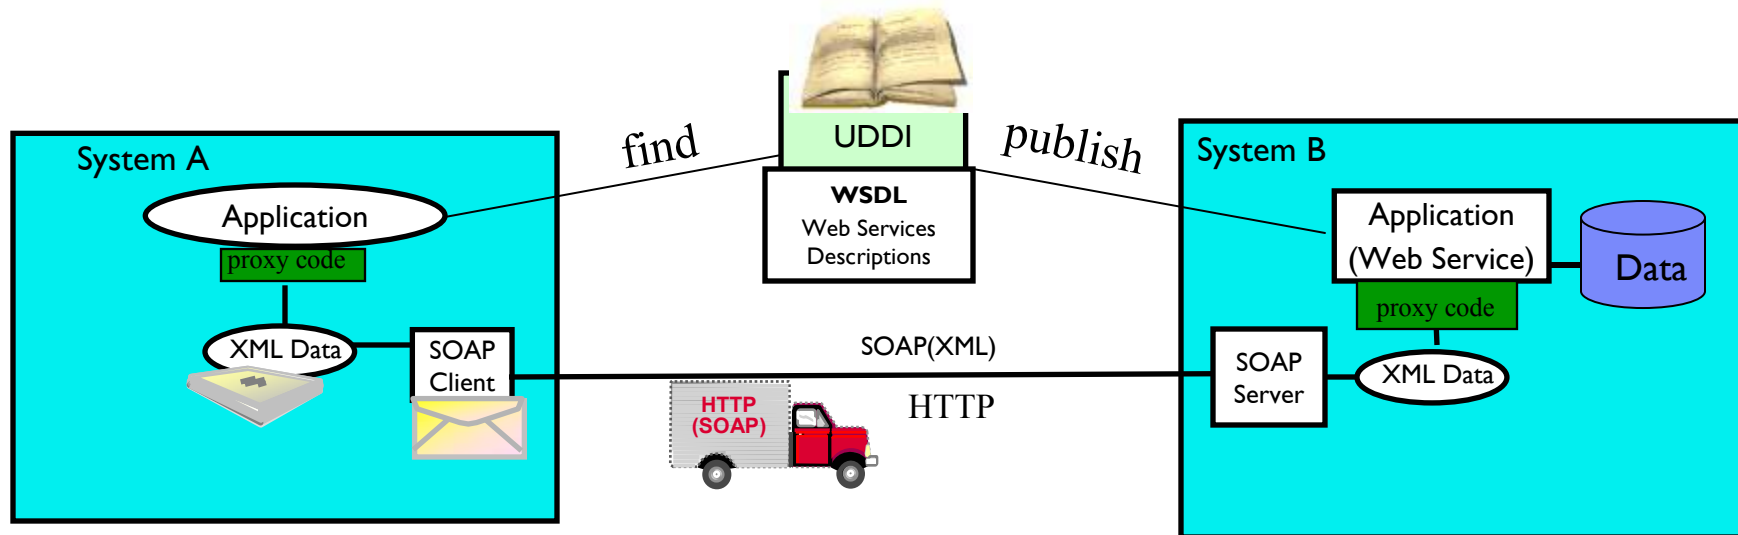 System A
Application
proxy code
XML Data
SOAP
Client
find
UDDI
WSDL
Web Services
Descriptions
publish
SOAP(XML)
HTTP
HTTP
(SOAP)
System B
Application
(Web Service)
proxy code
Data
SOAP
Server
XML Data